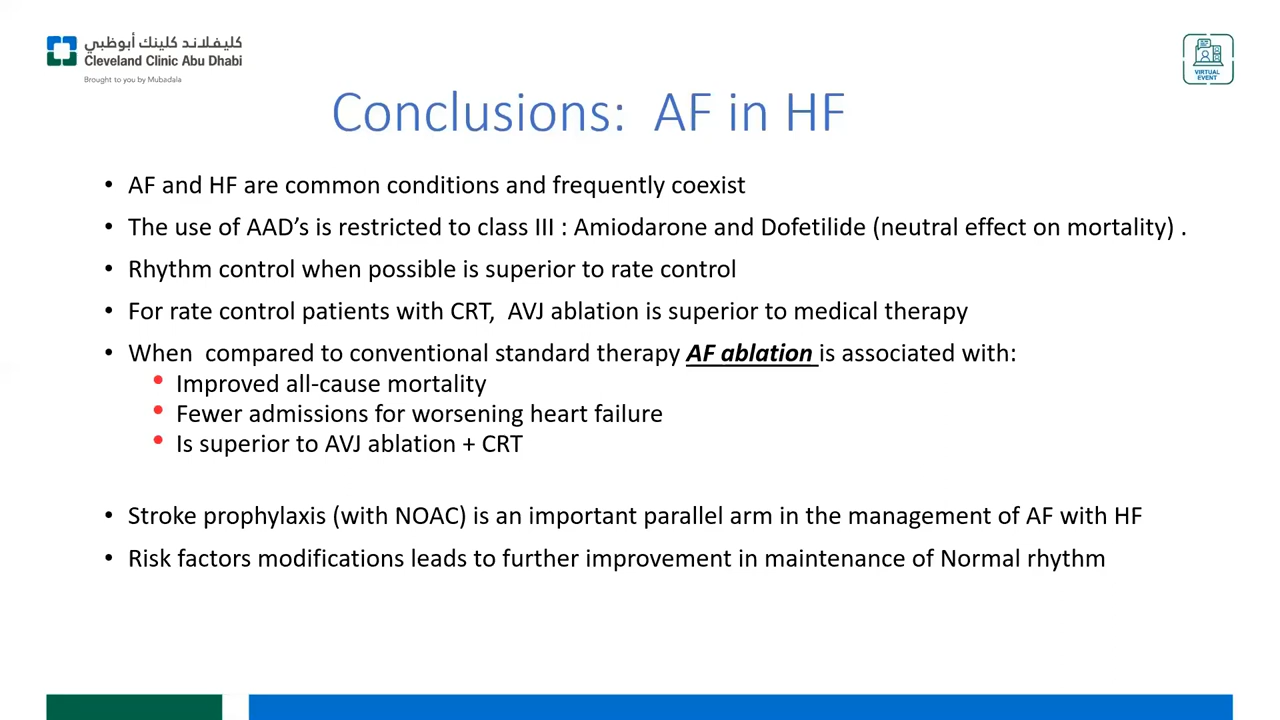 كليفلاند كلينك أبوظبي
Cleveland Clinic Abu Dhabi
Brought to you by Mubadala
VIRTUAL
EVENT
Conclusions: AF in HF
• AF and HF are common conditions and frequently coexist
• The use of AAD’s is restricted to class III : Amiodarone and Dofetilide (neutral effect on mortality) .
• Rhythm control when possible is superior to rate control
• For rate control patients with CRT, AVJ ablation is superior to medical therapy
• When compared to conventional standard therapy AF ablation is associated with:
• Improved all-cause mortality
• Fewer admissions for worsening heart failure
• Is superior to AVJ ablation + CRT
• Stroke prophylaxis (with NOAC) is an important parallel arm in the management of AF with HF
• Risk factors modifications leads to further improvement in maintenance of Normal rhythm